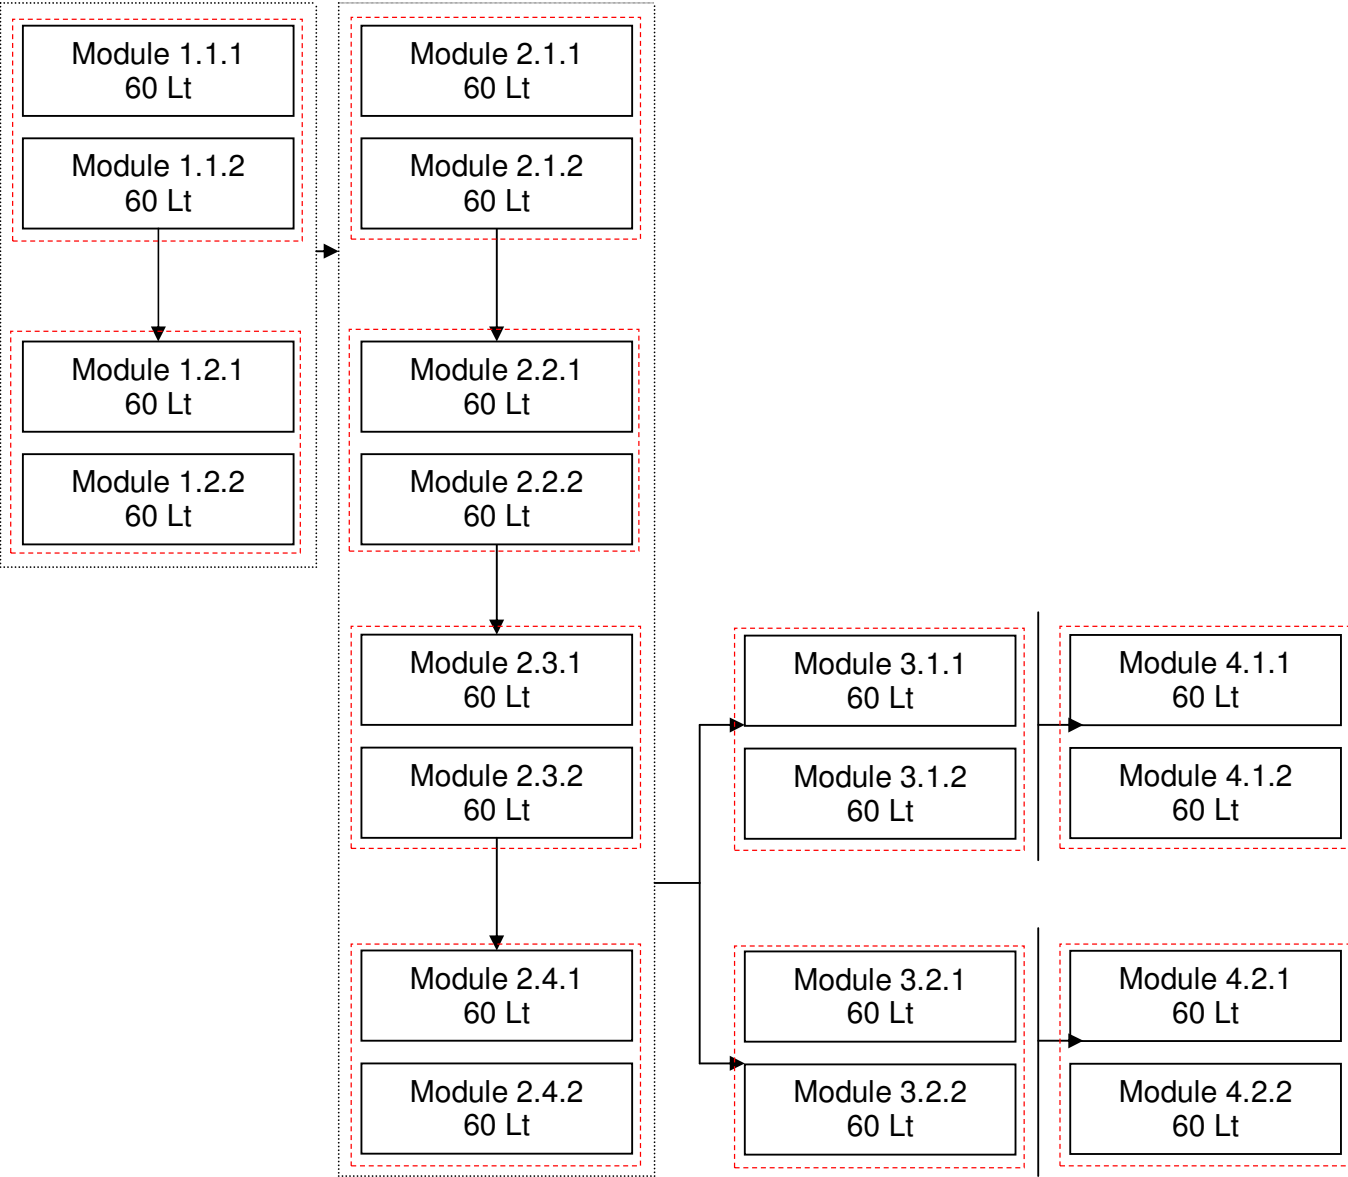 Module 1.1.1
60 Lt
Module 1.1.2
60 Lt
Module 1.2.1
60 Lt
Module 1.2.2
60 Lt
Module 2.1.1
60 Lt
Module 2.1.2
60 Lt
Module 2.2.1
60 Lt
Module 2.2.2
60 Lt
Module 2.3.1
60 Lt
Module 2.3.2
60 Lt
Module 2.4.1
60 Lt
Module 2.4.2
60 Lt
Module 3.1.1
60 Lt
Module 3.1.2
60 Lt
Module 3.2.1
60 Lt
Module 3.2.2
60 Lt
Module 4.1.1
60 Lt
Module 4.1.2
60 Lt
Module 4.2.1
60 Lt
Module 4.2.2
60 Lt